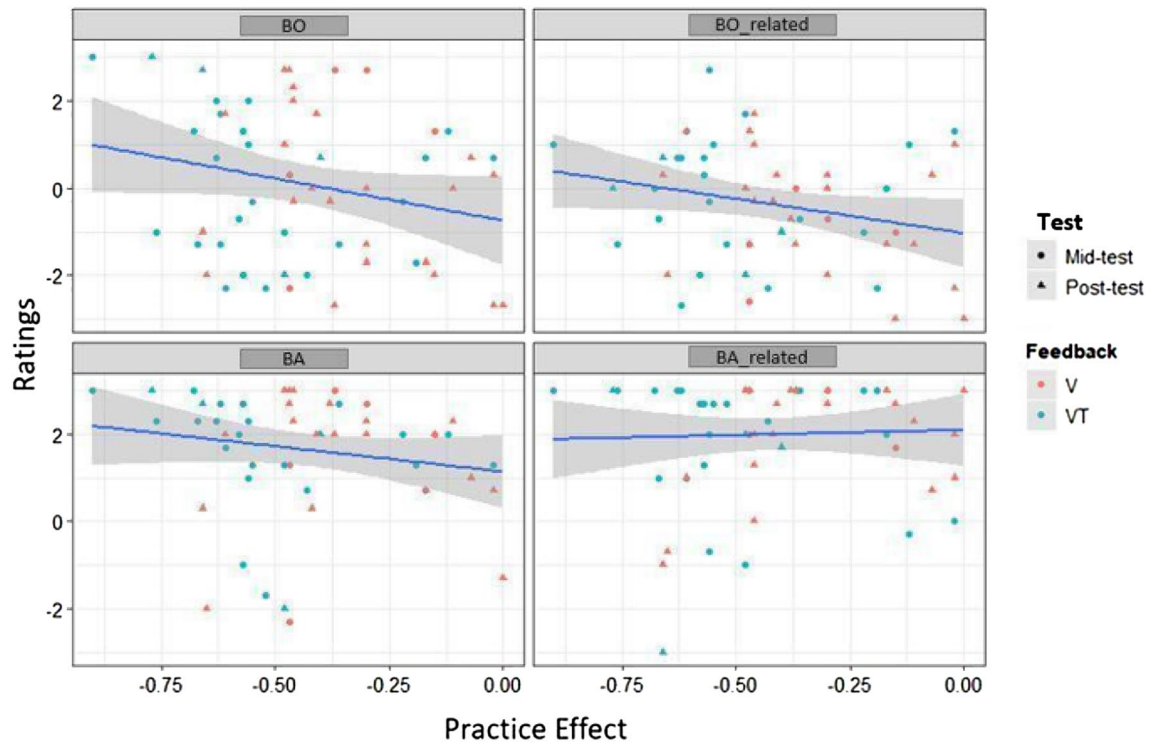 BO
BO_related
2
0
-2
BA
BA_related
2
0
-2
-0.75
-0.50
-0.25
0.00
-0.75
-0.50
-0.25
0.00
Ratings
Practice Effect
Test
Mid-test
Post-test
Feedback
V
VT